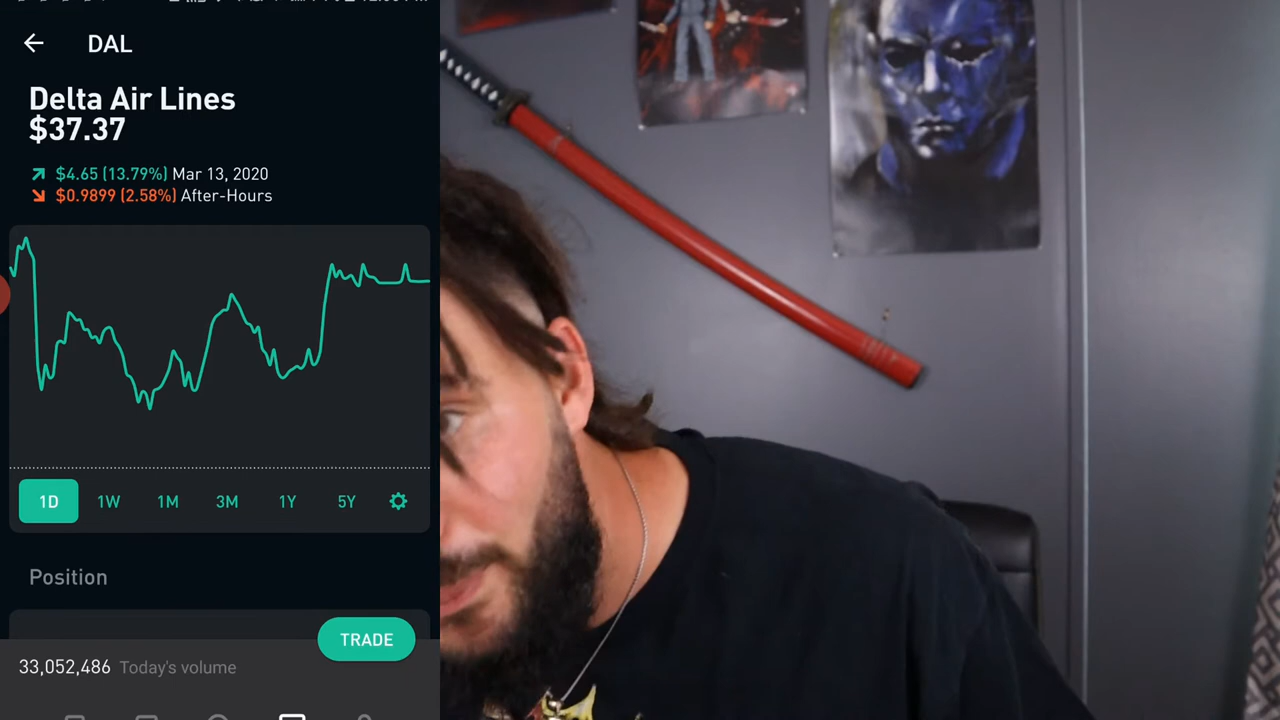 DAL
Delta Air Lines
$37.37
$4.65 (13.79%) Mar 13, 2020
$0.9899 (2.58%) After-Hours
1D 1W 1M 3M 1Y 5Y
Position
TRADE
33,052,486 Today's volume